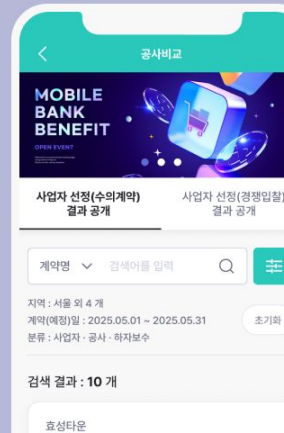 공사비교
MOBILE
BANK
BENEFIT
OPEN EVENT
사업자 선정(수의계약)
결과 공개
사업자 선정(경쟁입찰)
결과 공개
계약명
검색어를 입력
지역 : 서울 외 4 개
계약(예정)일 : 2025.05.01 ~ 2025.05.31
초기화
분류 : 사업자 · 공사 · 하자보수
검색 결과 : 10 개
효성타운